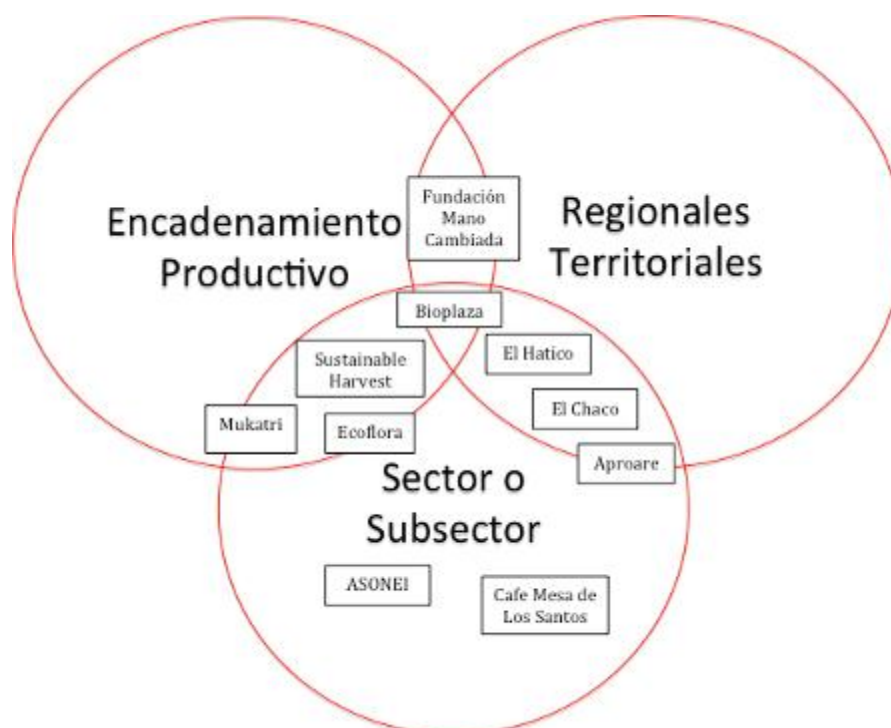 Fundación
Mano
Cambiada
Encadenamiento
Productivo
Regionales
Territoriales
Bioplaza
Sustainable
Harvest
El Hatico
Mukatri
Ecoflora
El Chaco
Aproare
Sector o
Subsector
ASONEI
Cafe Mesa de
Los Santos